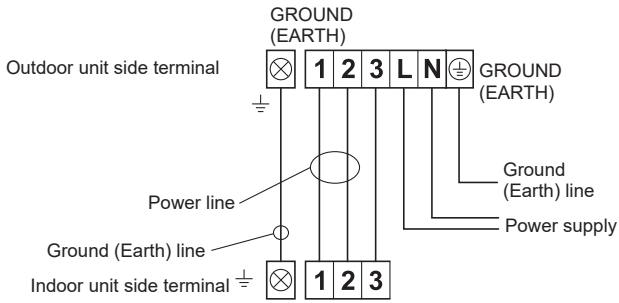 GROUND
(EARTH)
Outdoor unit side terminal
1 2 3 L N
GROUND
(EARTH)
Ground
(Earth) line
Power line
Power supply
Ground (Earth) line
Indoor unit side terminal
1 2 3